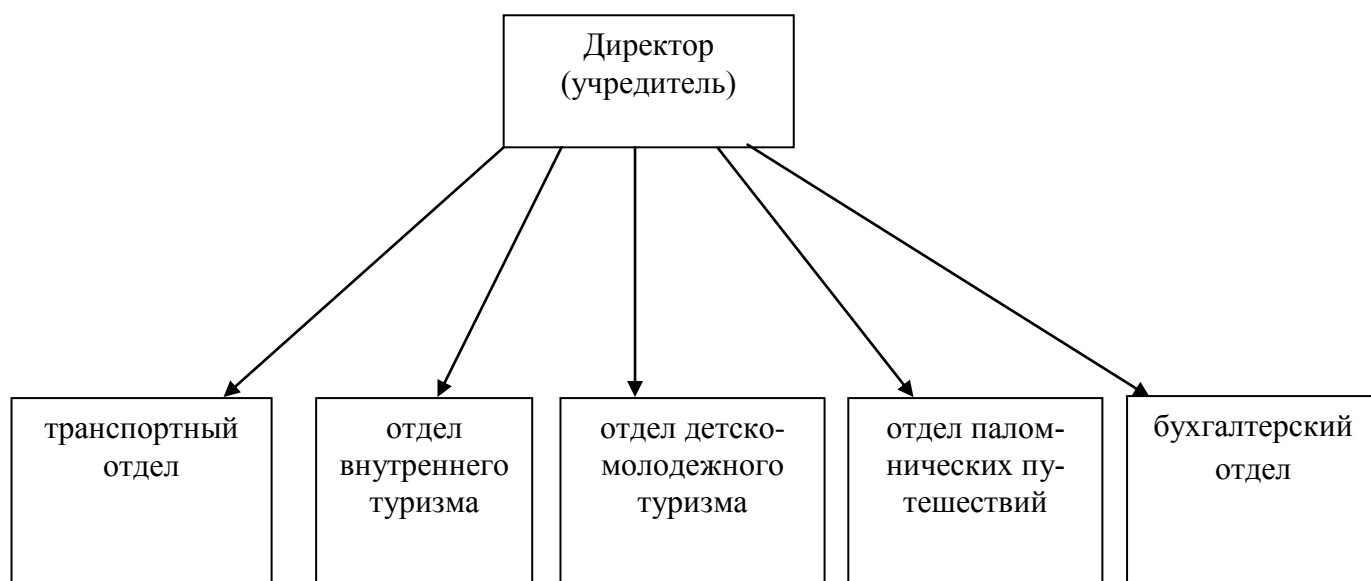 Директор
(учредитель)
транспортный
отдел
отдел
внутреннего
туризма
отдел детско-
молодежного
туризма
отдел палом-
нических пу-
тешествий
бухгалтерский
отдел